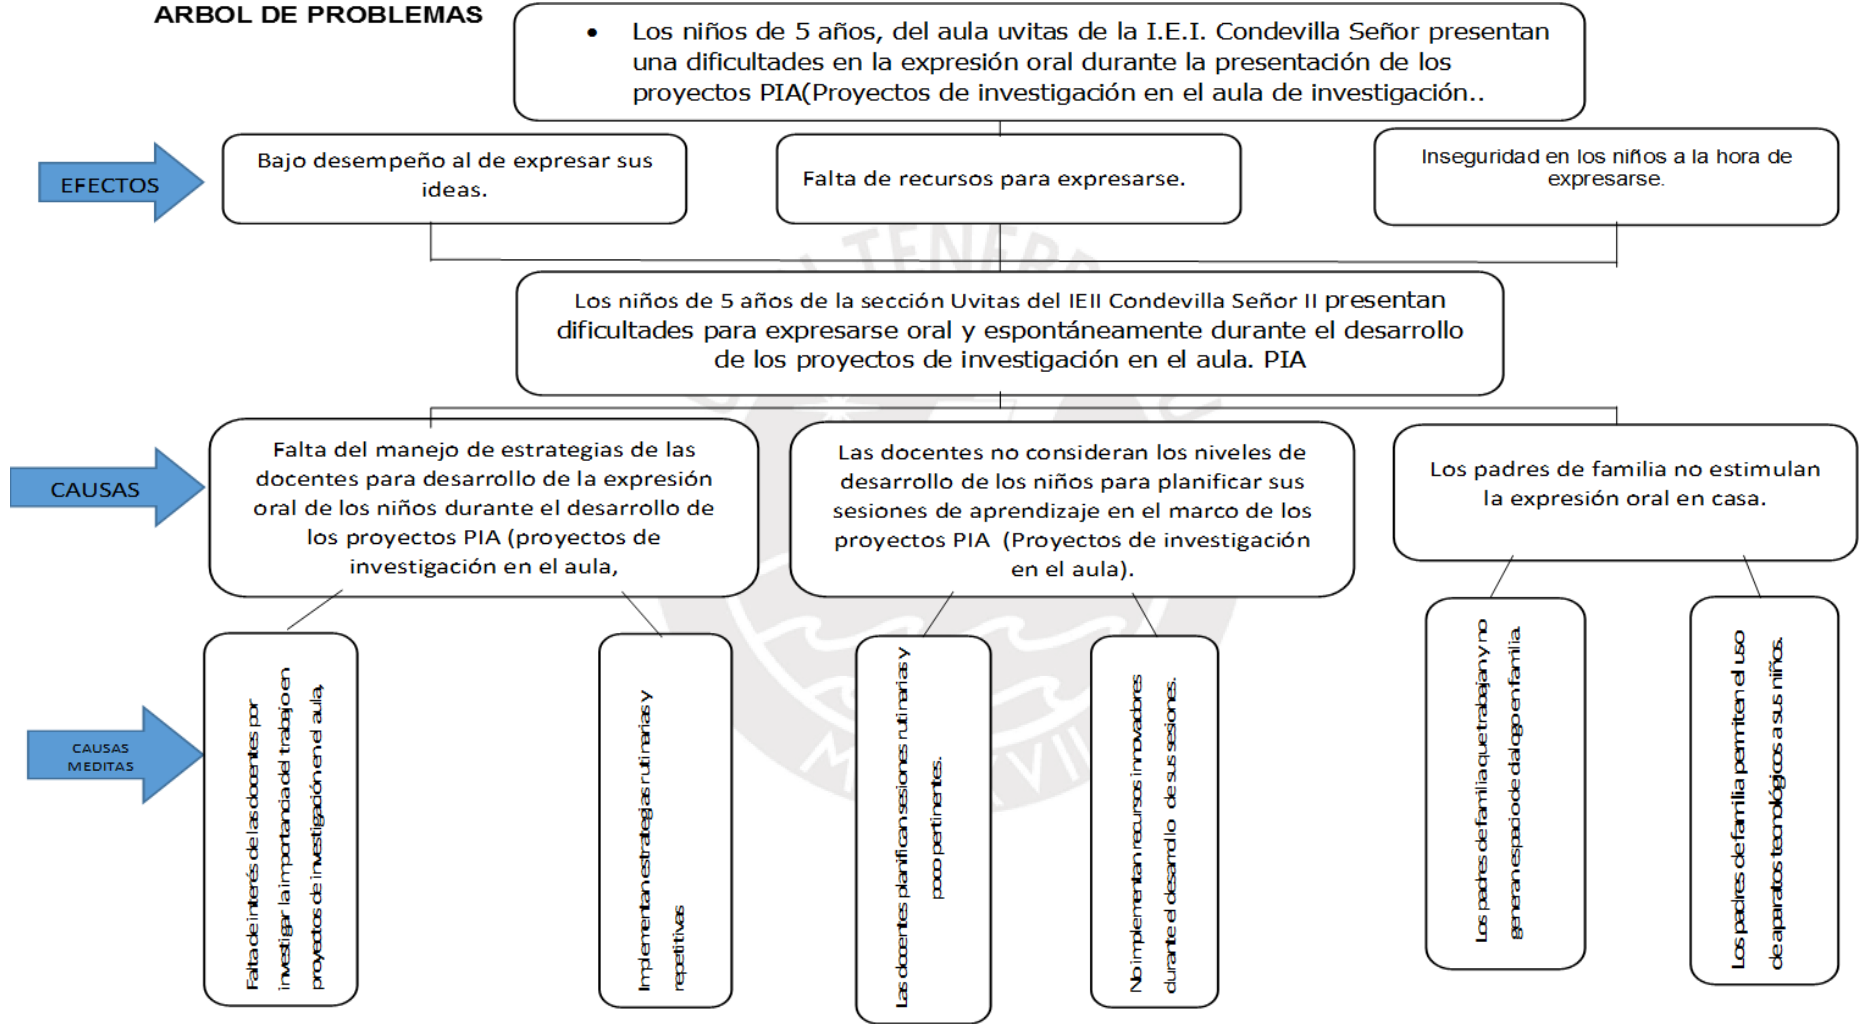 ARBOL DE PROBLEMAS
• Los niños de 5 años, del aula uvitas de la I.E.I. Condevilla Señor presentan
una dificultades en la expresión oral durante la presentación de los
proyectos PIA(Proyectos de investigación en el aula de investigación..
EFECTOS
Bajo desempeño al de expresar sus
ideas.
Falta de recursos para expresarse.
Inseguridad en los niños a la hora de
expresarse.
Los niños de 5 años de la sección Uvitas del IEII Condevilla Señor II presentan
dificultades para expresarse oral y espontáneamente durante el desarrollo
de los proyectos de investigación en el aula. PIA
CAUSAS
Falta del manejo de estrategias de las
docentes para desarrollo de la expresión
oral de los niños durante el desarrollo de
los proyectos PIA (proyectos de
investigación en el aula,
Las docentes no consideran los niveles de
desarrollo de los niños para planificar sus
sesiones de aprendizaje en el marco de los
proyectos PIA (Proyectos de investigación
en el aula).
Los padres de familia no estimulan
la expresión oral en casa.
CAUSAS
MEDITAS
Falta de interés de las docentes por
investigar la importancia del trabajo en
proyectos de investigación en el aula,
Implementan estrategias rutinarias y
repetitivas
Las docentes planifican sesiones rutinarias y
poco pertinentes.
No implementan recursos innovadores
durante el desarrollo de sus sesiones.
Los padres de familia que trabajan y no
generan espacio de dialogo en familia.
Los padres de familia permiten el uso
de aparatos tecnológicos a sus niños.